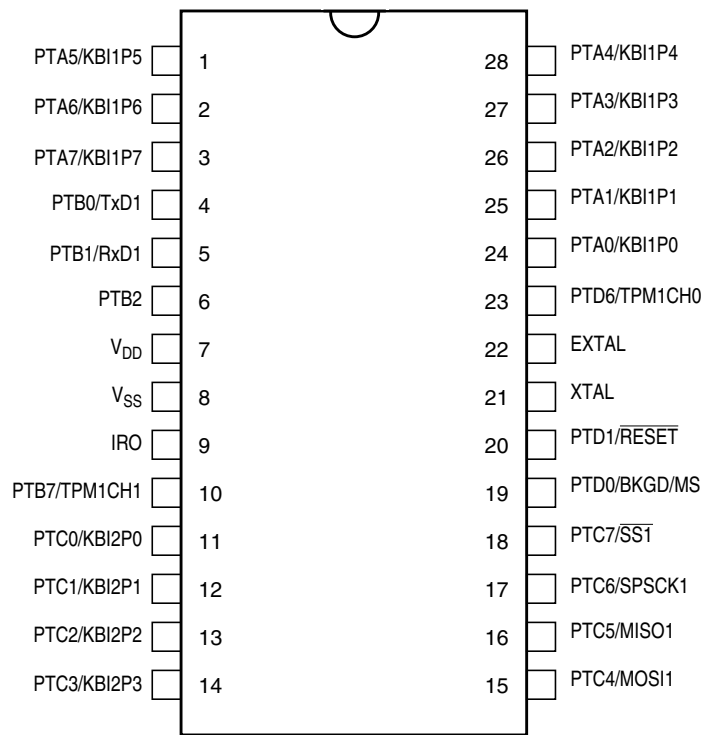 PTA5/KBI1P5 1 28 PTA4/KBI1P4
PTA6/KBI1P6 2 27 PTA3/KBI1P3
PTA7/KBI1P7 3 26 PTA2/KBI1P2
PTB0/TxD1 4 25 PTA1/KBI1P1
PTB1/RxD1 5 24 PTA0/KBI1P0
PTB2 6 23 PTD6/TPM1CH0
VDD 7 22 EXTAL
VSS 8 21 XTAL
IRO 9 20 PTD1/RESET
PTB7/TPM1CH1 10 19 PTD0/BKGD/MS
PTC0/KBI2P0 11 18 PTC7/SS1
PTC1/KBI2P1 12 17 PTC6/SPSCK1
PTC2/KBI2P2 13 16 PTC5/MISO1
PTC3/KBI2P3 14 15 PTC4/MOSI1